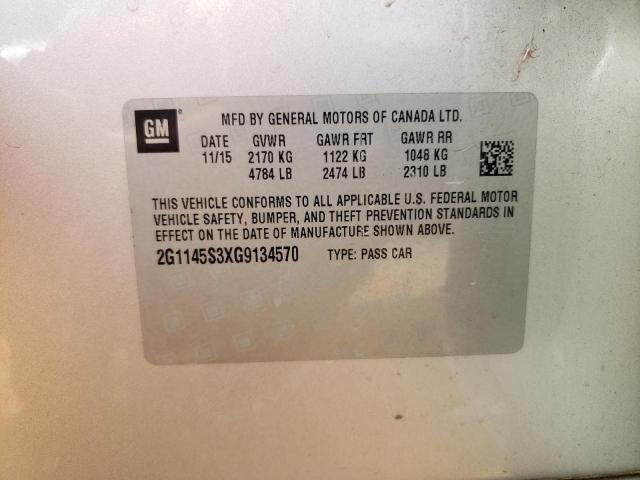 GM
MFD BY GENERAL MOTORS OF CANADA LTD.
DATE GVWR GAWR FRT GAWR RR
11/15 2170 KG 1122 KG 1048 KG
4784 LB 2474 LB 2310 LB
THIS VEHICLE CONFORMS TO ALL APPLICABLE U.S. FEDERAL MOTOR
VEHICLE SAFETY, BUMPER, AND THEFT PREVENTION STANDARDS IN
EFFECT ON THE DATE OF MANUFACTURE SHOWN ABOVE.
2G1145S3XG9134570 TYPE: PASS CAR